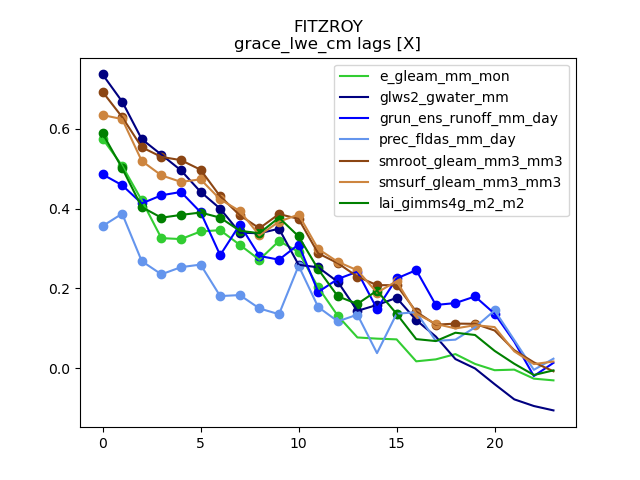 FITZROY
grace_lwe_cm lags [X]
e_gleam_mm_mon
glws2_gwater_mm
grun_ens_runoff_mm_day
prec_fldas_mm_day
smroot_gleam_mm3_mm3
smsurf_gleam_mm3_mm3
lai_gimms4g_m2_m2
0.6
0.4
0.2
0.0
0 5 10 15 20